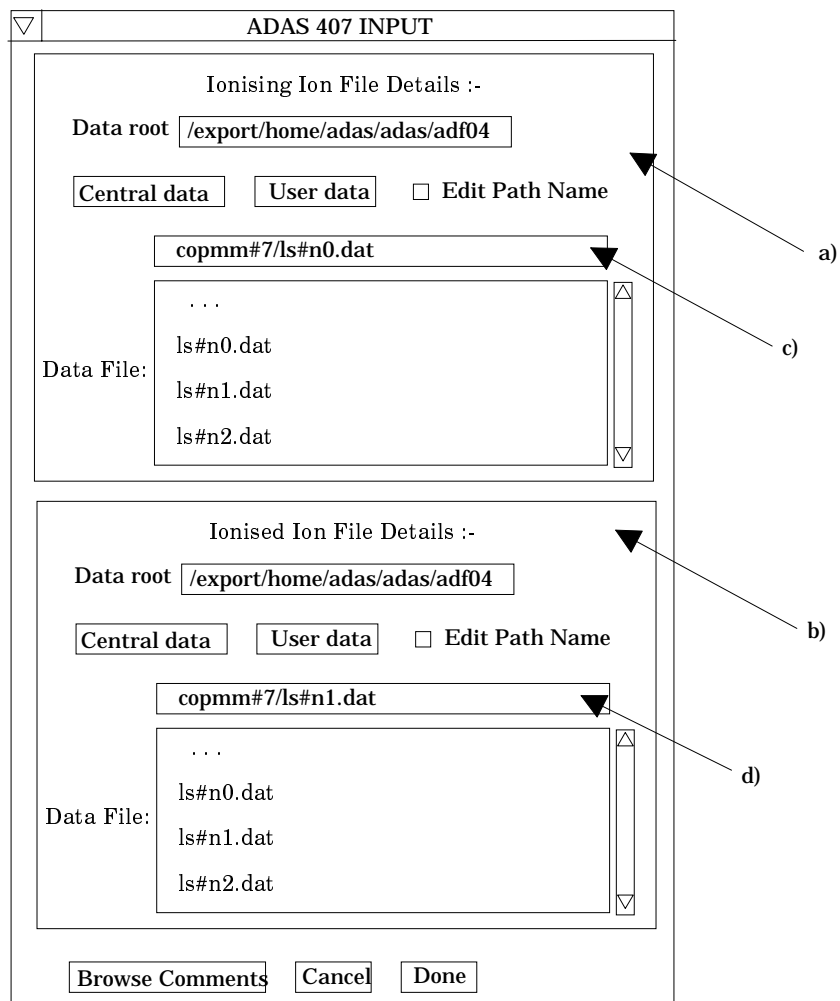 ADAS 407 INPUT
Ionising Ion File Details :-
Data root /export/home/adas/adas/adf04
a)
Central data User data Edit Path Name
copmm#7/ls#n0.dat
c)
. . .
ls#n0.dat
Data File:
ls#n1.dat
ls#n2.dat
Ionised Ion File Details :-
Data root /export/home/adas/adas/adf04
b)
Central data User data Edit Path Name
copmm#7/ls#n1.dat
d)
. . .
ls#n0.dat
Data File:
ls#n1.dat
ls#n2.dat
Browse Comments Cancel Done